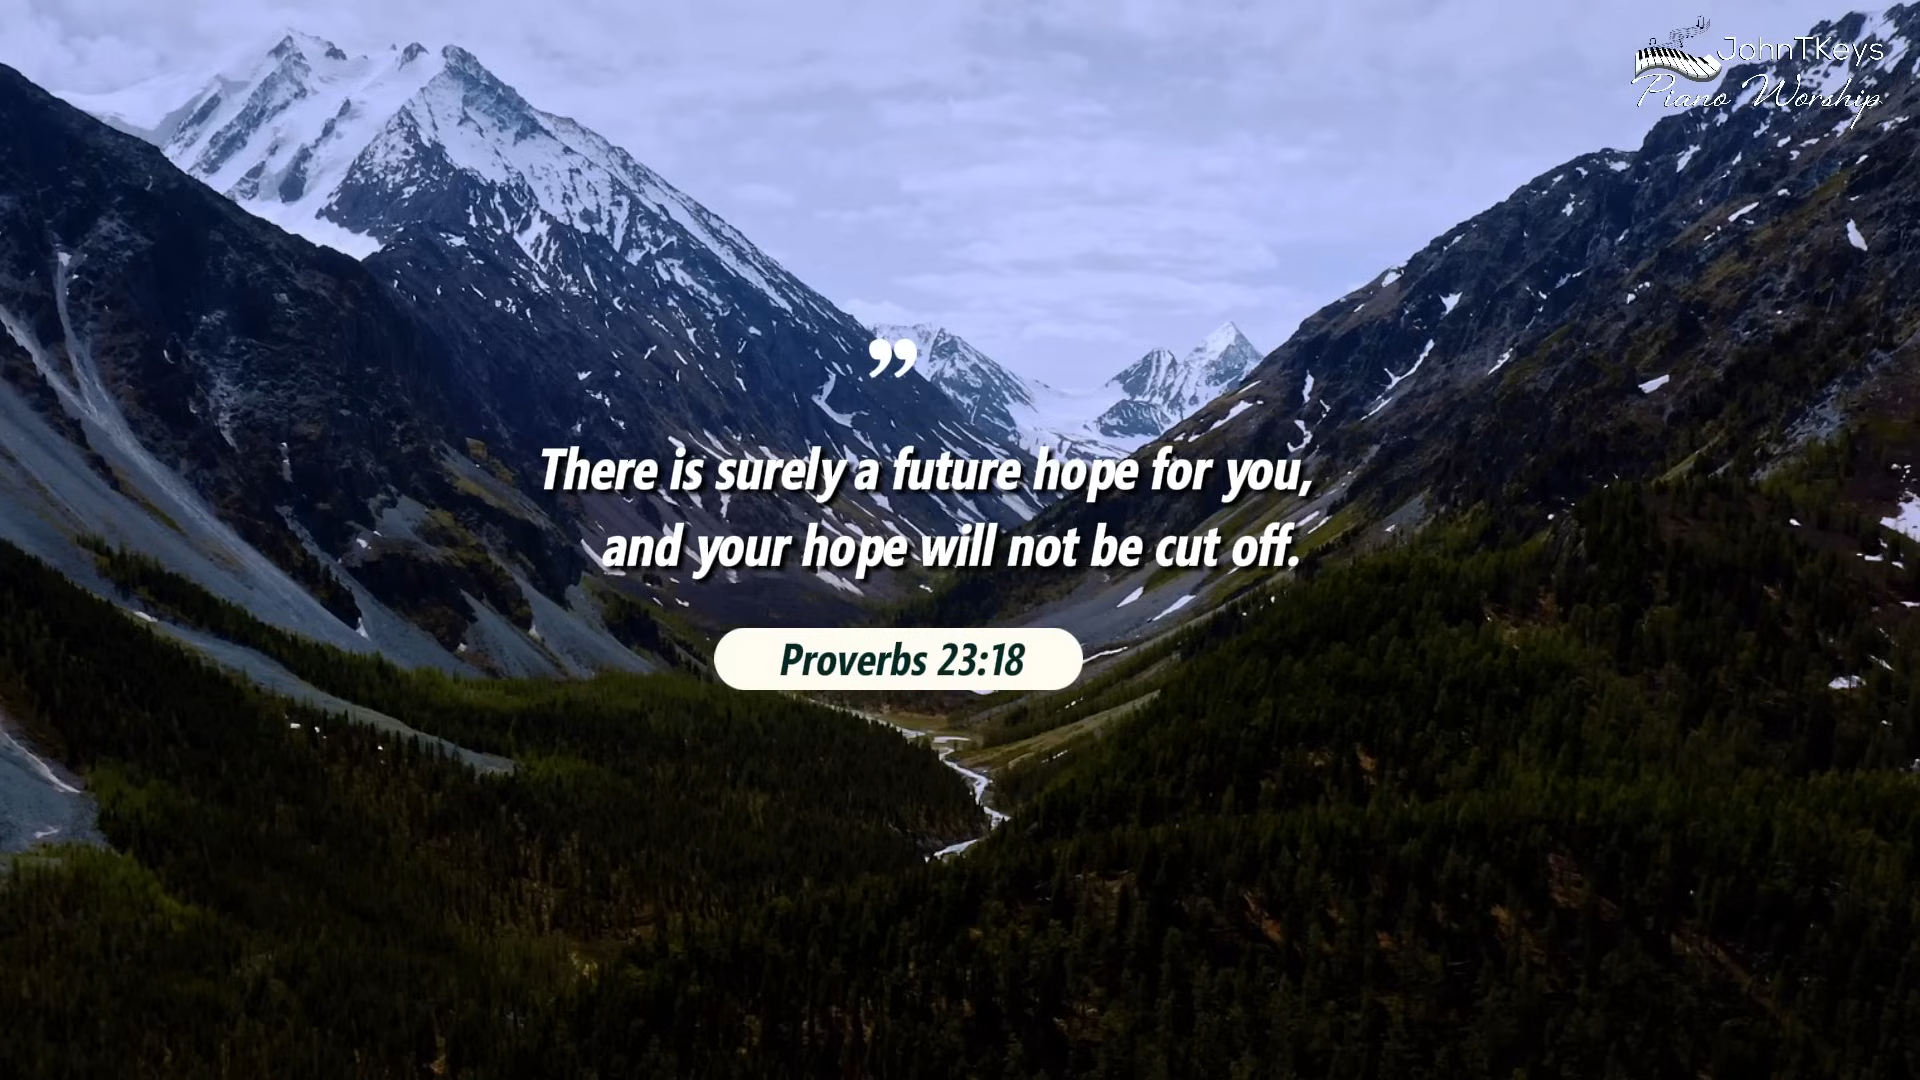 JohnTKeys
Piano Worship
”
There is surely a future hope for you,
and your hope will not be cut off.
Proverbs 23:18